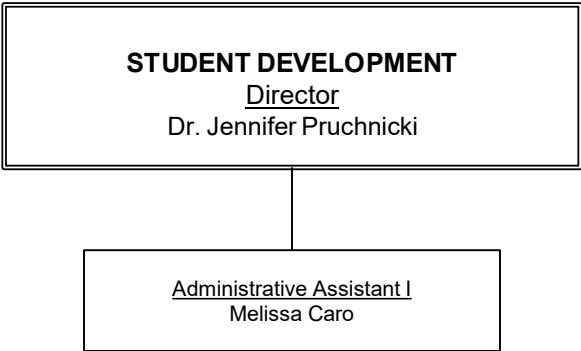 STUDENT DEVELOPMENT
Director
Dr. Jennifer Pruchnicki
Administrative Assistant I
Melissa Caro